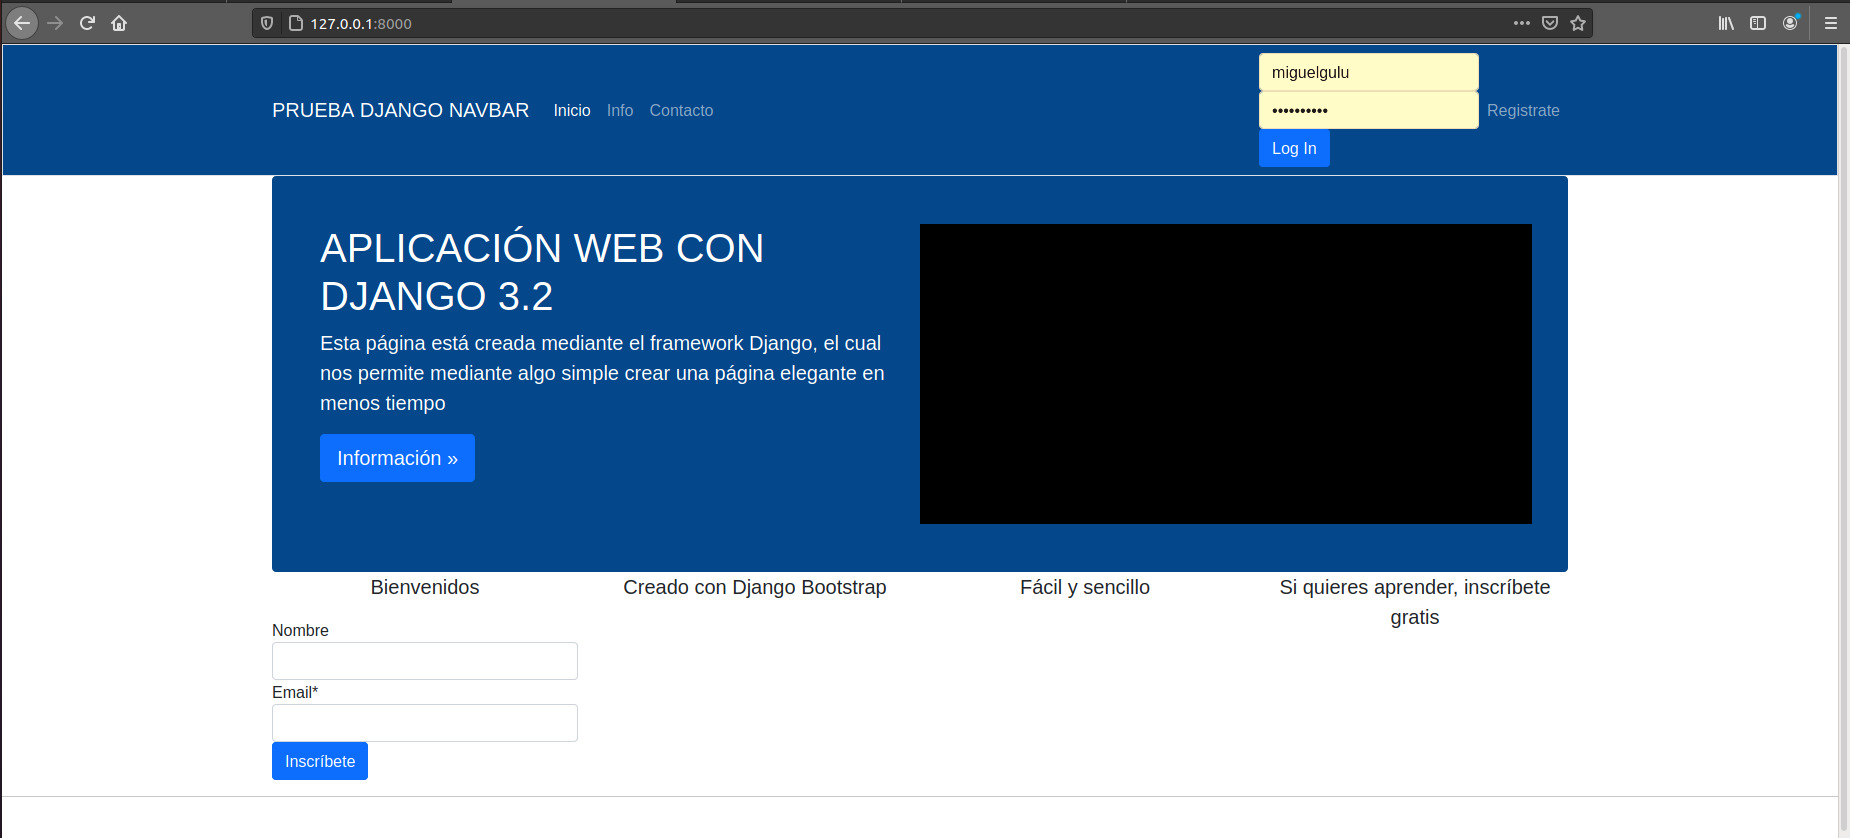 127.0.0.1:8000
PRUEBA DJANGO NAVBAR Inicio Info Contacto
miguelgulu
••••••••••
Registrate
Log In
APLICACIÓN WEB CON
DJANGO 3.2
Esta página está creada mediante el framework Django, el cual
nos permite mediante algo simple crear una página elegante en
menos tiempo
Información »
Bienvenidos
Creado con Django Bootstrap
Fácil y sencillo
Si quieres aprender, inscríbete
gratis
Nombre
Email*
Inscríbete